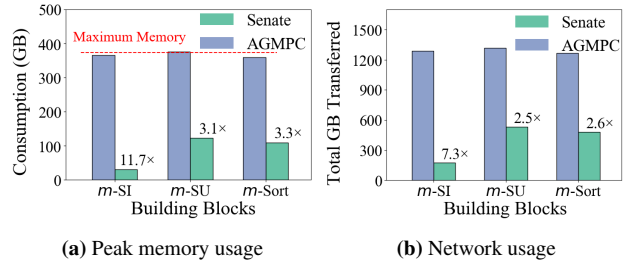 500
400
300
200
100
0
Consumption (GB)
Senate
AGMPC
Maximum Memory
11.7×
3.1×
3.3×
m-SI
m-SU
m-Sort
Building Blocks
(a) Peak memory usage
1500
1200
900
600
300
0
Total GB Transferred
Senate
AGMPC
7.3×
2.5×
2.6×
m-SI
m-SU
m-Sort
Building Blocks
(b) Network usage